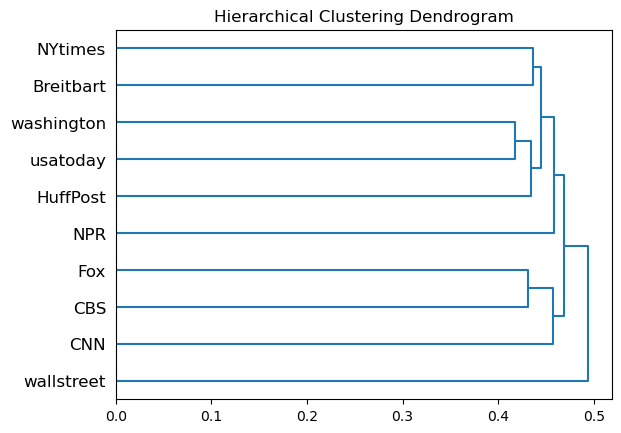 Hierarchical Clustering Dendrogram
NYtimes
Breitbart
washington
usatoday
HuffPost
NPR
Fox
CBS
CNN
wallstreet
0.0 0.1 0.2 0.3 0.4 0.5